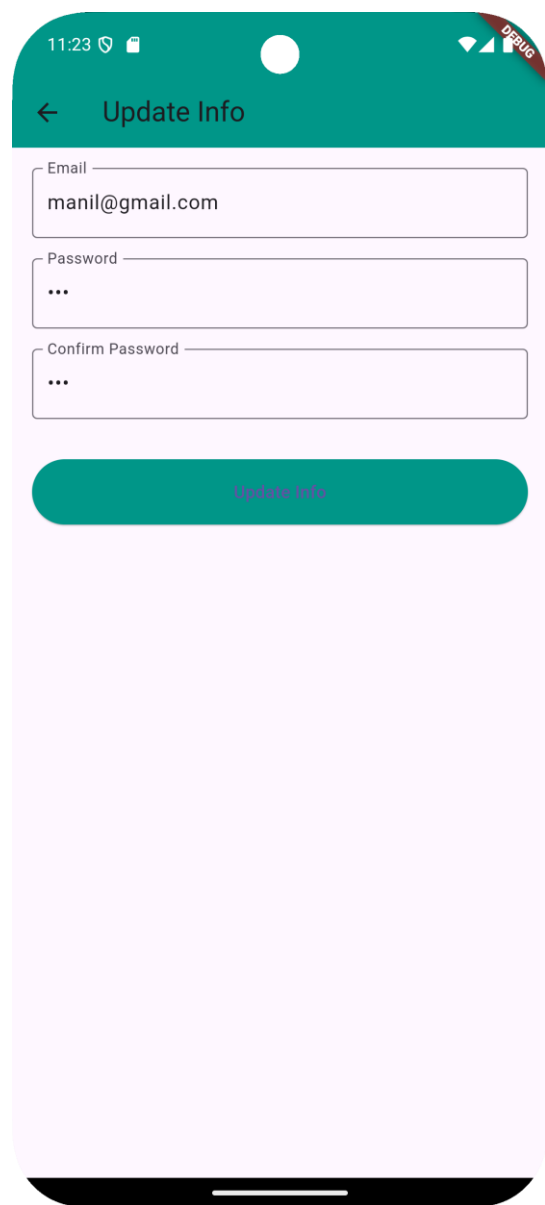 11:23
DEBUG
Update Info
Email
manil@gmail.com
Password
•••
Confirm Password
•••
Update Info